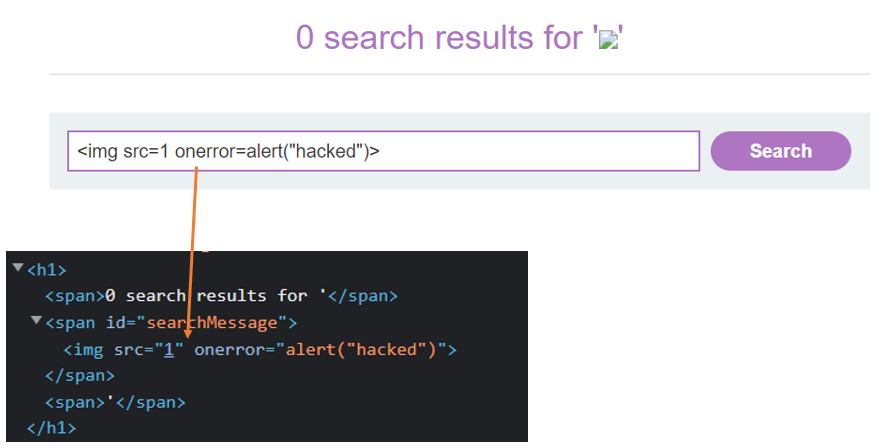 0 search results for ''
<img src=1 onerror=alert("hacked")>
Search
<h1>
<span>0 search results for '</span>
<span id="searchMessage">
<img src="1" onerror="alert("hacked")">
</span>
<span>'</span>
</h1>